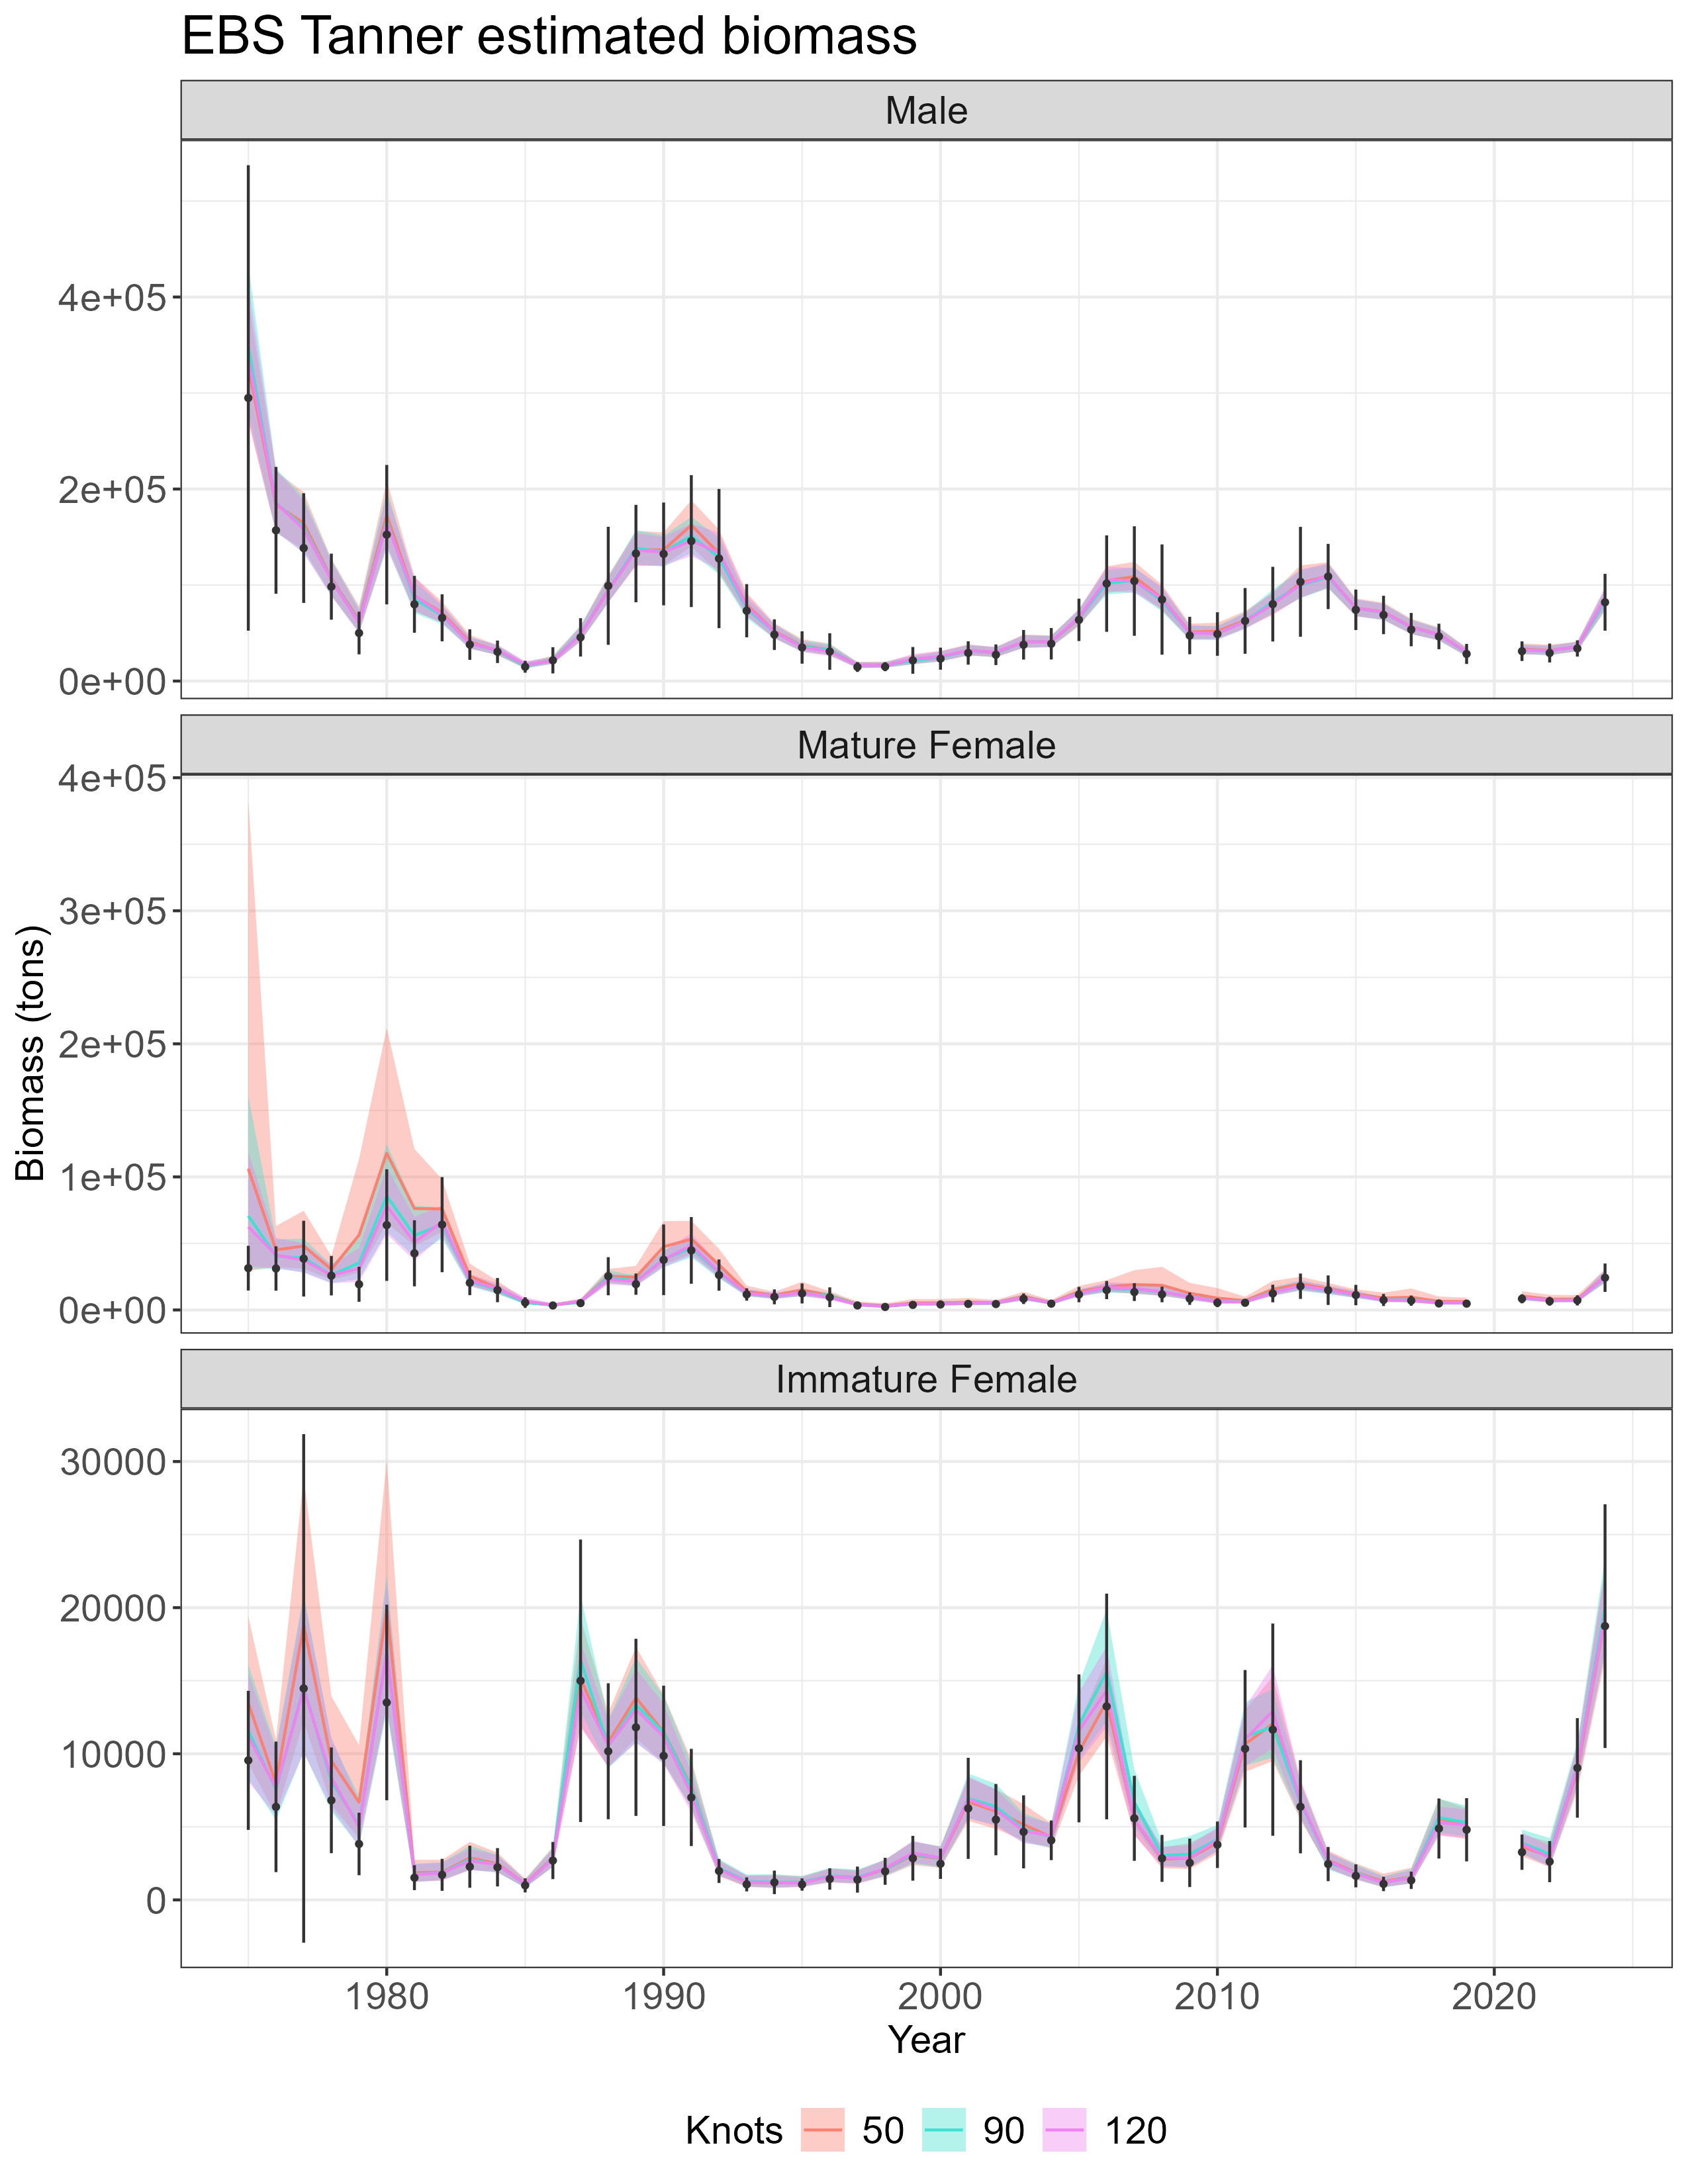 EBS Tanner estimated biomass
Male
4e+05
2e+05
0e+00
Mature Female
4e+05
3e+05
2e+05
1e+05
0e+00
Biomass (tons)
Immature Female
30000
20000
10000
0
1980 1990 2000 2010 2020
Year
Knots 50 90 120